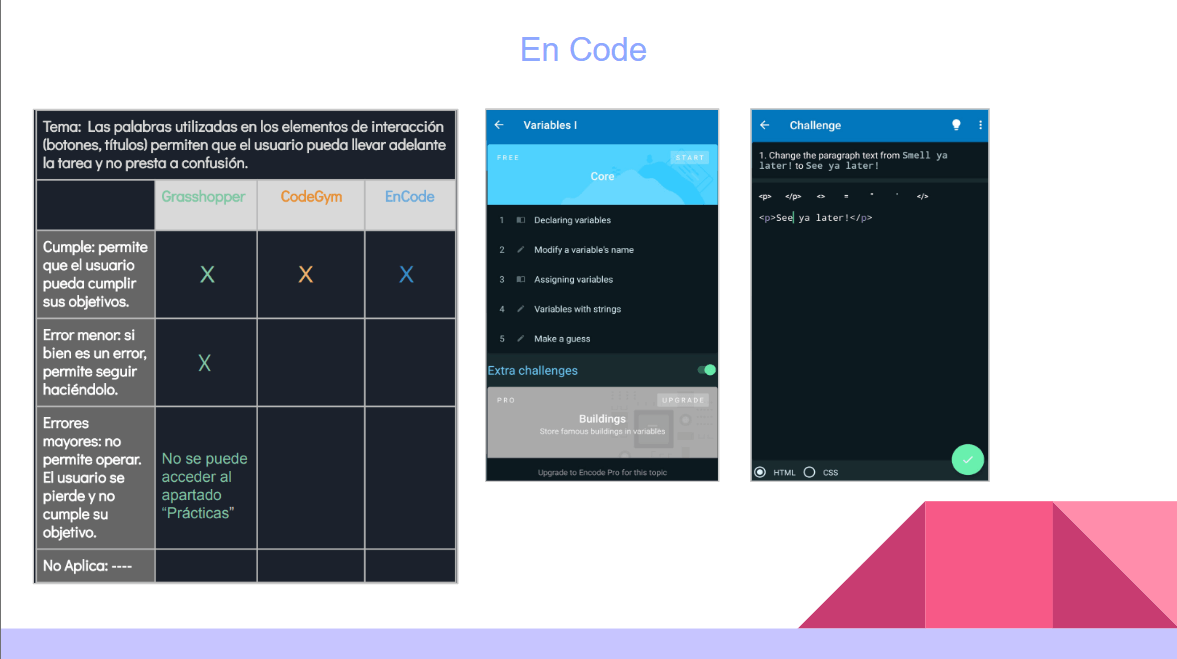 En Code
Tema: Las palabras utilizadas en los elementos de interacción
(botones, títulos) permiten que el usuario pueda llevar adelante
la tarea y no presta a confusión.
Grasshopper
CodeGym
EnCode
Cumple: permite
que el usuario
pueda cumplir
sus objetivos.
X
X
X
Error menor: si
bien es un error,
permite seguir
haciéndolo.
X
Errores
mayores: no
permite operar.
El usuario se
pierde y no
cumple su
objetivo.
No se puede
acceder al
apartado
“Prácticas”
No Aplica: ----
Variables I
FREE
START
Core
1 Declaring variables
2 Modify a variable's name
3 Assigning variables
4 Variables with strings
5 Make a guess
Extra challenges
PRO
UPGRADE
Buildings
Store famous buildings in variables
Upgrade to Encode Pro for this topic
Challenge
1. Change the paragraph text from Smell ya
later! to See ya later!
<p> </p> <> = " ' </>
<p>See ya later!</p>
HTML CSS